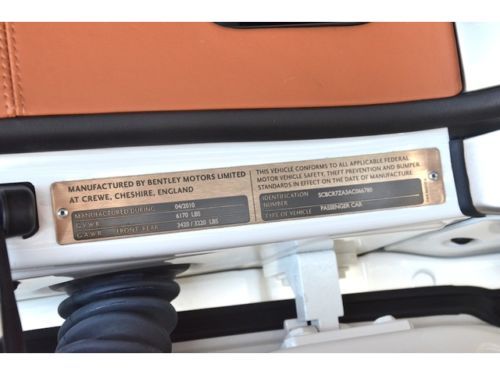 MANUFACTURED BY BENTLEY MOTORS LIMITED
AT CREWE, CHESHIRE, ENGLAND
MANUFACTURED DURING 04/2010
G.V.W.R. 6170 LBS
G.A.W.R. FRONT REAR 3420 / 3320 LBS
THIS VEHICLE CONFORMS TO ALL APPLICABLE FEDERAL
MOTOR VEHICLE SAFETY, THEFT PREVENTION AND BUMPER
STANDARDS IN EFFECT ON THE DATE OF MANUFACTURE
IDENTIFICATION SCBCR7ZA3AC066780
TYPE OF VEHICLE PASSENGER CAR